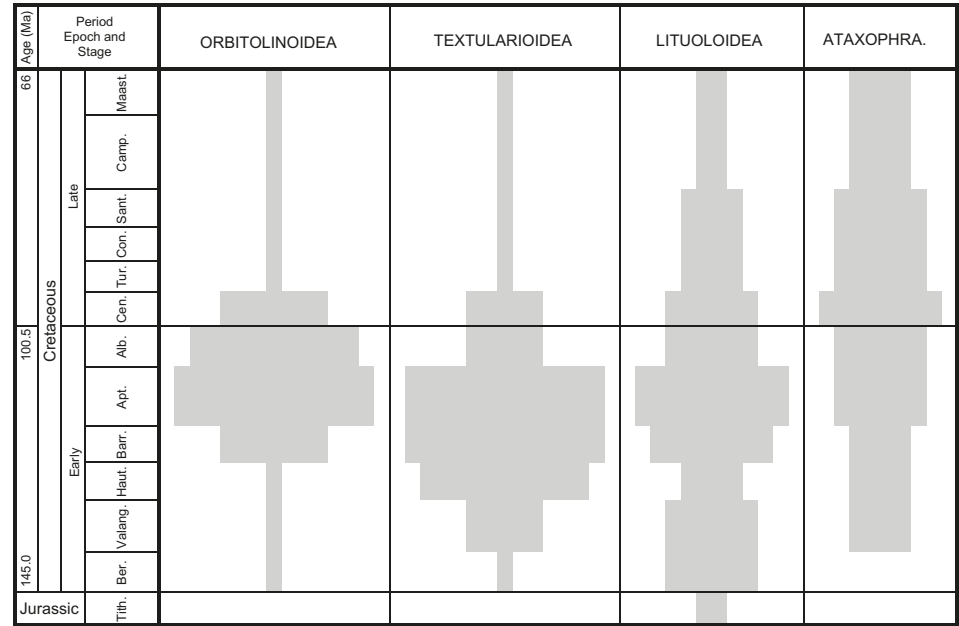 Age (Ma)
Period
Epoch and
Stage
ORBITOLINOIDEA
TEXTULARIOIDEA
LITUOLOIDEA
ATAXOPHRA.
66
100.5
145.0
Cretaceous
Late
Early
Maast.
Camp.
Sant.
Con.
Tur.
Cen.
Alb.
Apt.
Barr.
Haut.
Valang.
Ber.
Jurassic
Tith.